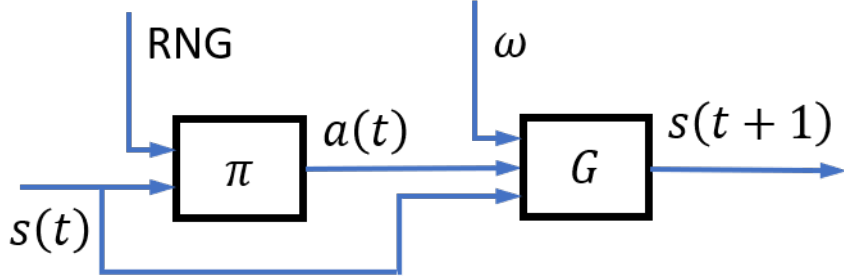 RNG
ω
π
a(t)
G
s(t + 1)
s(t)